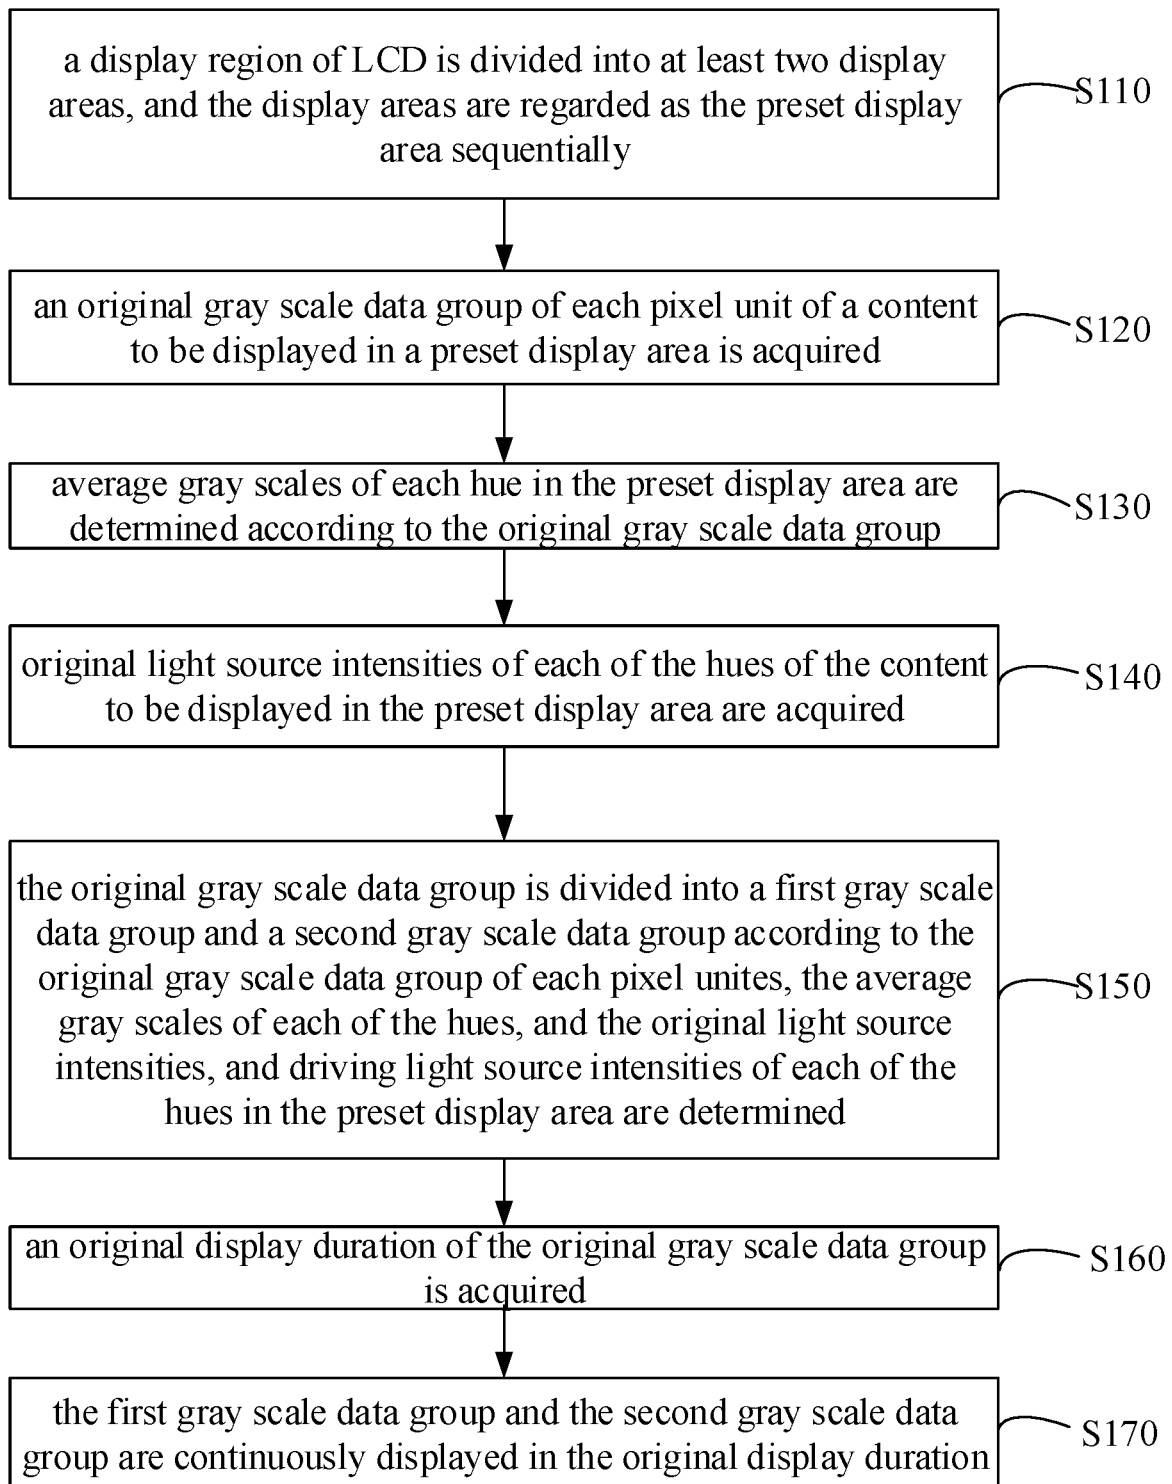 a display region of LCD is divided into at least two display
areas, and the display areas are regarded as the preset display
area sequentially
S110
an original gray scale data group of each pixel unit of a content
to be displayed in a preset display area is acquired
S120
average gray scales of each hue in the preset display area are
determined according to the original gray scale data group
S130
original light source intensities of each of the hues of the content
to be displayed in the preset display area are acquired
S140
the original gray scale data group is divided into a first gray scale
data group and a second gray scale data group according to the
original gray scale data group of each pixel unites, the average
gray scales of each of the hues, and the original light source
intensities, and driving light source intensities of each of the
hues in the preset display area are determined
S150
an original display duration of the original gray scale data group
is acquired
S160
the first gray scale data group and the second gray scale data
group are continuously displayed in the original display duration
S170